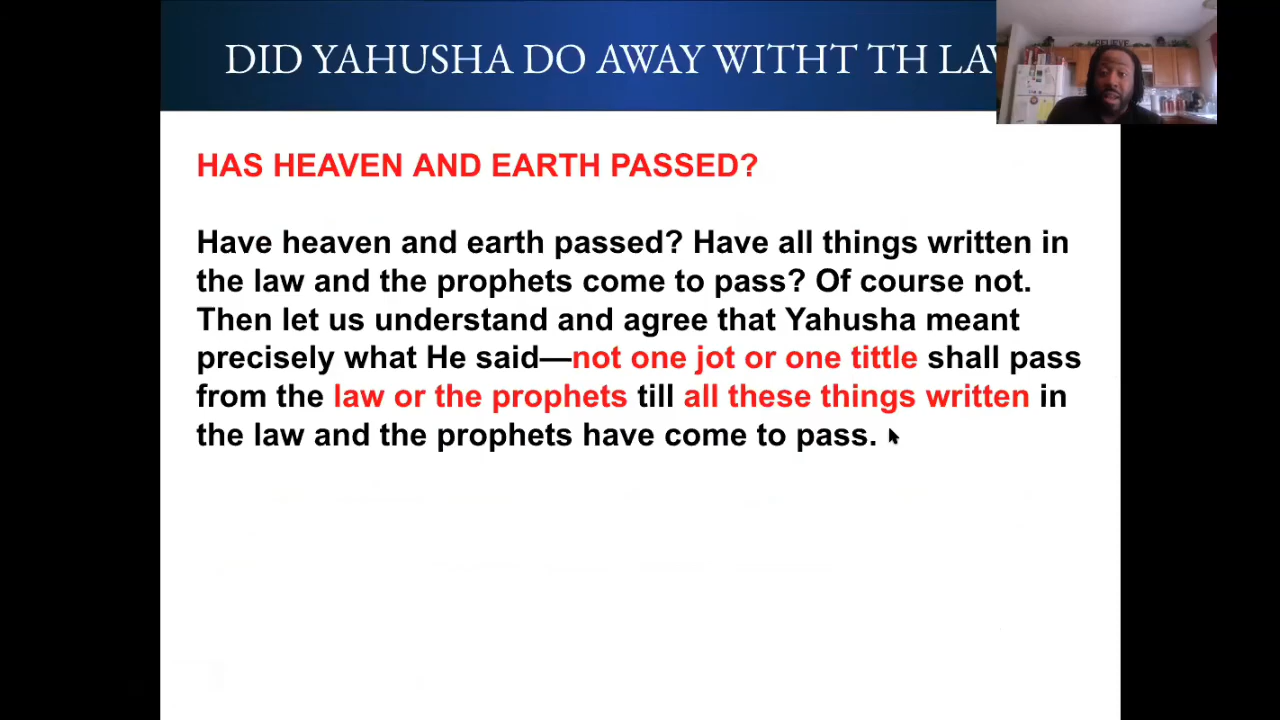 DID YAHUSHA DO AWAY WITHT TH LAW
HAS HEAVEN AND EARTH PASSED?
Have heaven and earth passed? Have all things written in
the law and the prophets come to pass? Of course not.
Then let us understand and agree that Yahusha meant
precisely what He said—not one jot or one tittle shall pass
from the law or the prophets till all these things written in
the law and the prophets have come to pass.
BELIEVE